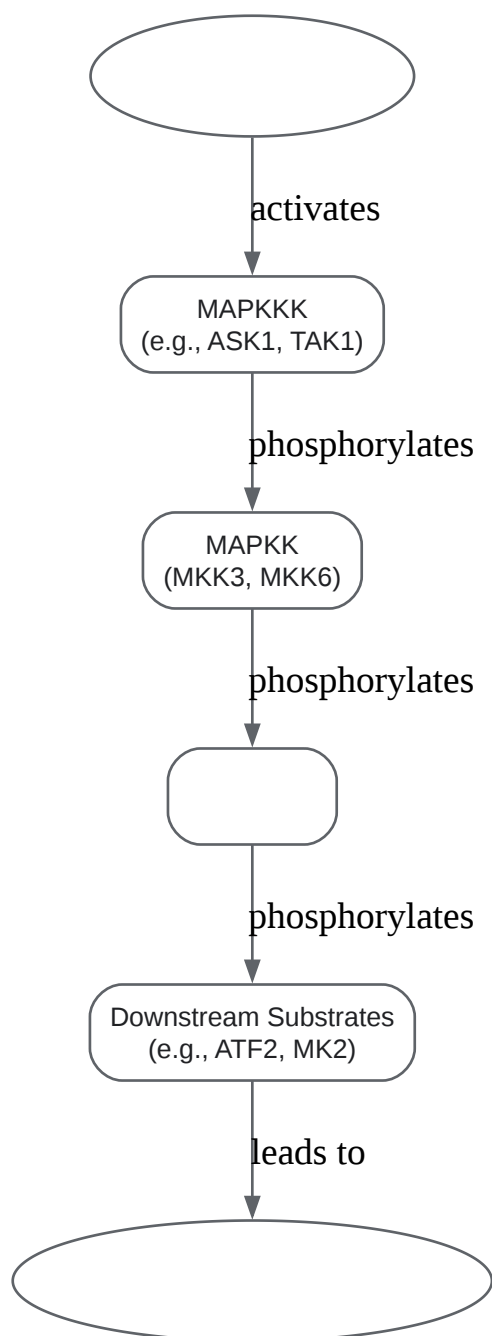 activates
MAPKKK
(e.g., ASK1, TAK1)
phosphorylates
MAPKK
(MKK3, MKK6)
phosphorylates
phosphorylates
Downstream Substrates
(e.g., ATF2, MK2)
leads to